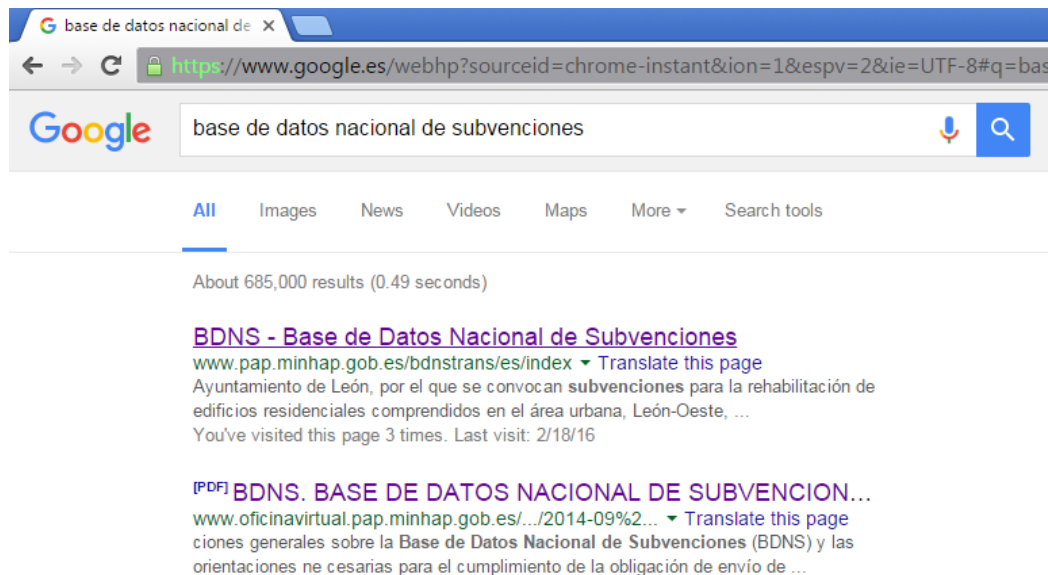 G base de datos nacional de ×
https://www.google.es/webhp?sourceid=chrome-instant&ion=1&espv=2&ie=UTF-8#q=bas
Google base de datos nacional de subvenciones
All Images News Videos Maps More Search tools
About 685,000 results (0.49 seconds)
BDNS - Base de Datos Nacional de Subvenciones
www.pap.minhap.gob.es/bdnstrans/es/index Translate this page
Ayuntamiento de León, por el que se convocan subvenciones para la rehabilitación de
edificios residenciales comprendidos en el área urbana, León-Oeste, ...
You've visited this page 3 times. Last visit: 2/18/16
[PDF] BDNS. BASE DE DATOS NACIONAL DE SUBVENCION...
www.oficinavirtual.pap.minhap.gob.es/.../2014-09%2... Translate this page
ciones generales sobre la Base de Datos Nacional de Subvenciones (BDNS) y las
orientaciones ne cesarias para el cumplimiento de la obligación de envío de ...